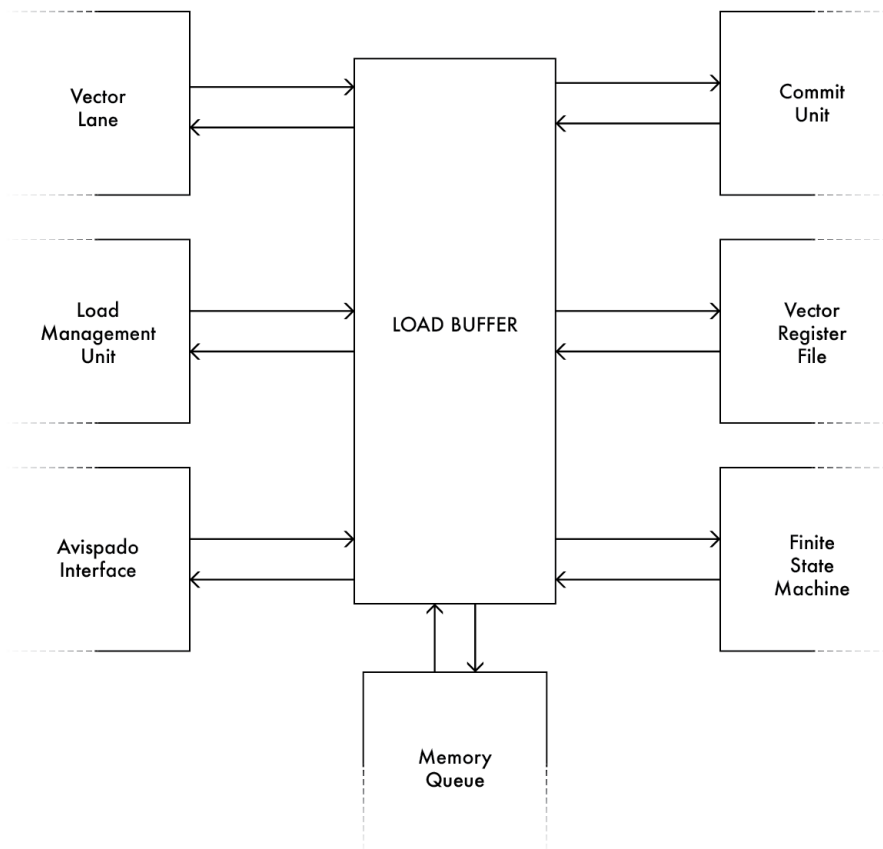 Vector
Lane
Commit
Unit
Load
Management
Unit
LOAD BUFFER
Vector
Register
File
Avispado
Interface
Finite
State
Machine
Memory
Queue